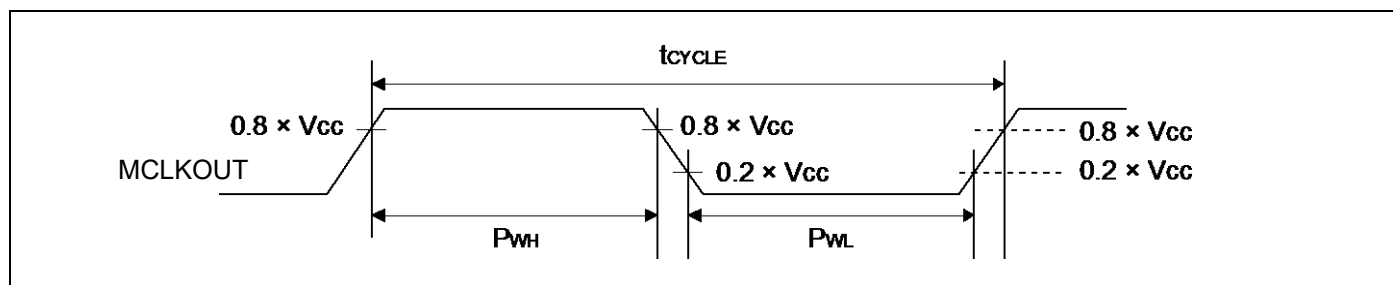 tCYCLE
0.8 × Vcc
0.8 × Vcc
0.8 × Vcc
MCLKOUT
0.2 × Vcc
0.2 × Vcc
PWH
PWL